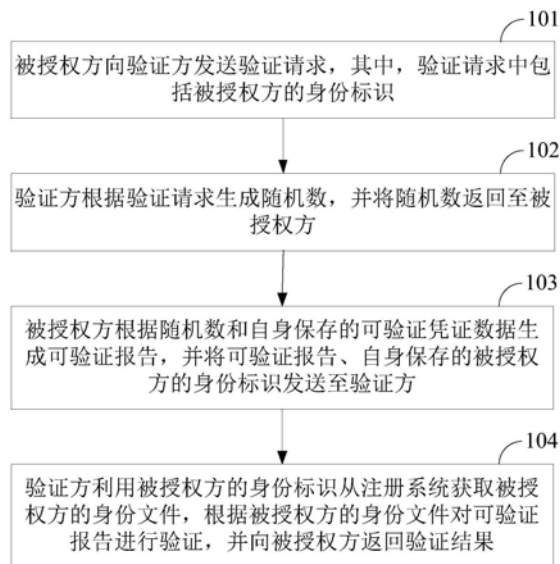 101
被授权方向验证方发送验证请求，其中，验证请求中包
括被授权方的身份标识
102
验证方根据验证请求生成随机数，并将随机数返回至被
授权方
103
被授权方根据随机数和自身保存的可验证凭证数据生
成可验证报告，并将可验证报告、自身保存的被授权
方的身份标识发送至验证方
104
验证方利用被授权方的身份标识从注册系统获取被授
权方的身份文件，根据被授权方的身份文件对可验证
报告进行验证，并向被授权方返回验证结果